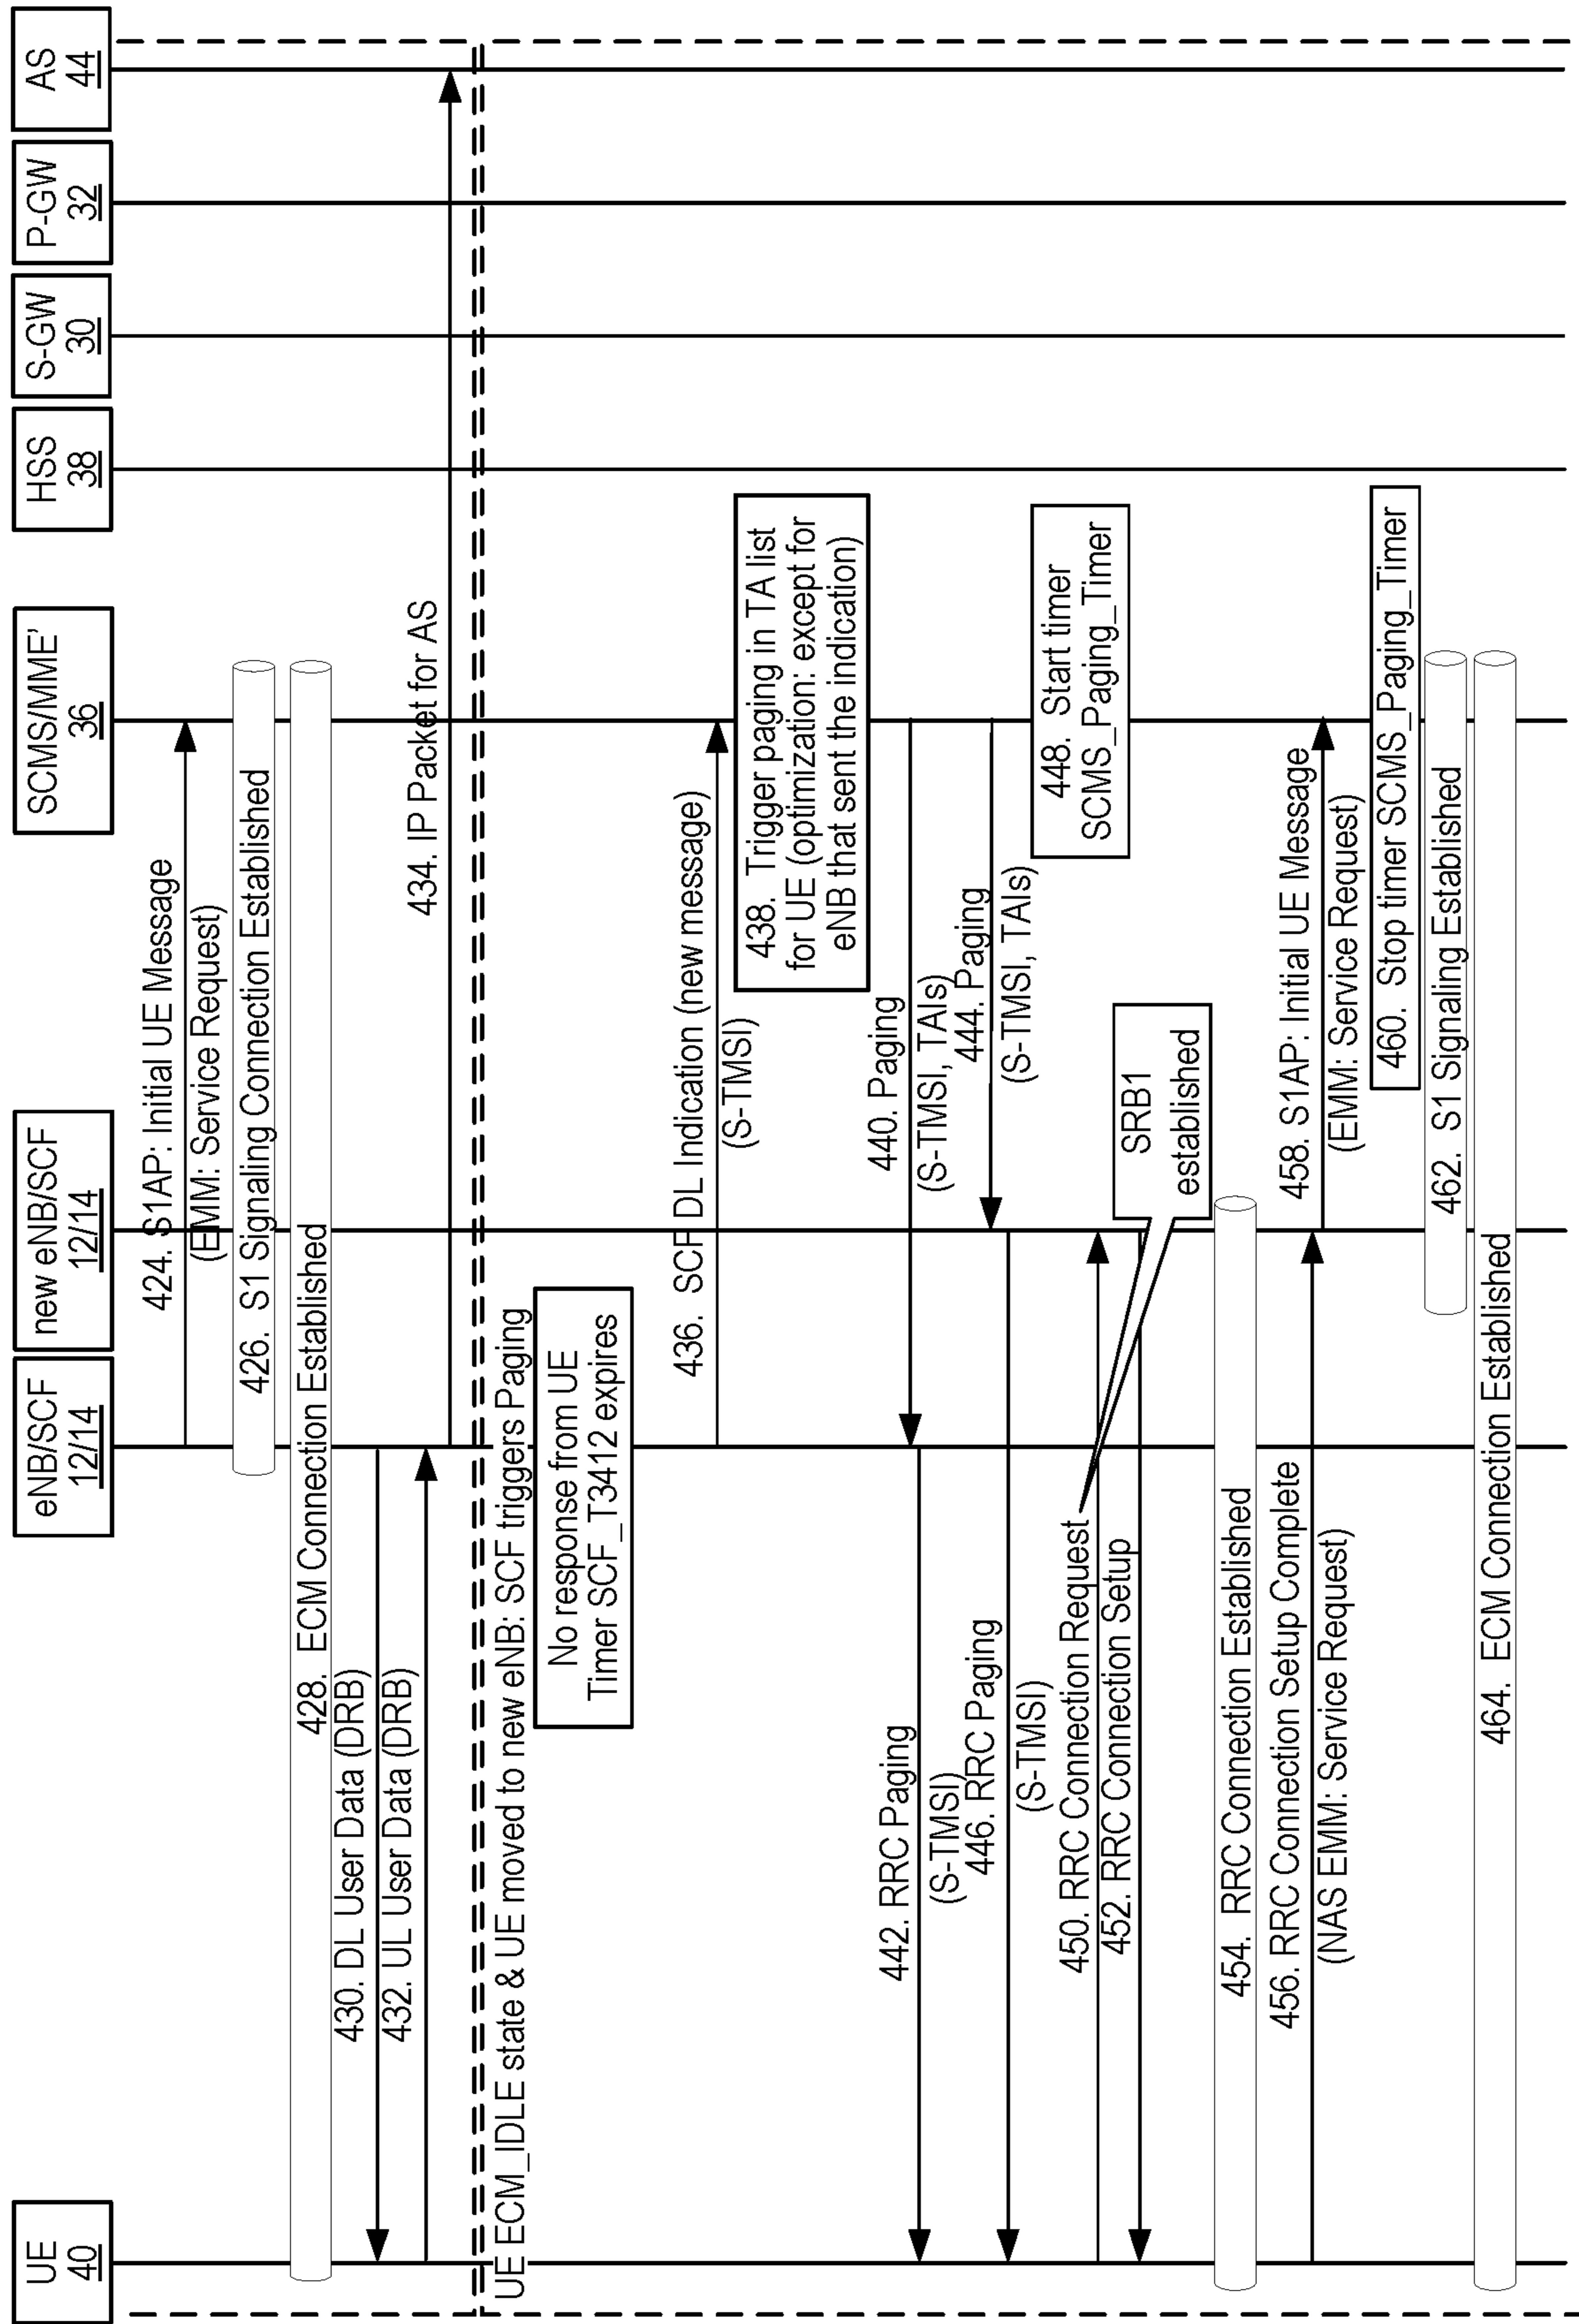 UE
40
eNB/SCF
12/14
new eNB/SCF
12/14
SCMS/MME’
36
HSS
38
S-GW
30
P-GW
32
AS
44
424. S1AP: Initial UE Message
(EMM: Service Request)
426. S1 Signaling Connection Established
428. ECM Connection Established
430. DL User Data (DRB)
432. UL User Data (DRB)
434. IP Packet for AS
UE ECM_IDLE state & UE moved to new eNB: SCF triggers Paging
No response from UE
Timer SCF_T3412 expires
436. SCF DL Indication (new message)
(S-TMSI)
438. Trigger paging in TA list
for UE (optimization: except for
eNB that sent the indication)
440. Paging
(S-TMSI, TAIs)
442. RRC Paging
(S-TMSI)
444. Paging
(S-TMSI, TAIs)
446. RRC Paging
(S-TMSI)
448. Start timer
SCMS_Paging_Timer
450. RRC Connection Request
452. RRC Connection Setup
SRB1
established
454. RRC Connection Established
456. RRC Connection Setup Complete
(NAS EMM: Service Request)
458. S1AP: Initial UE Message
(EMM: Service Request)
460. Stop timer SCMS_Paging_Timer
462. S1 Signaling Established
464. ECM Connection Established